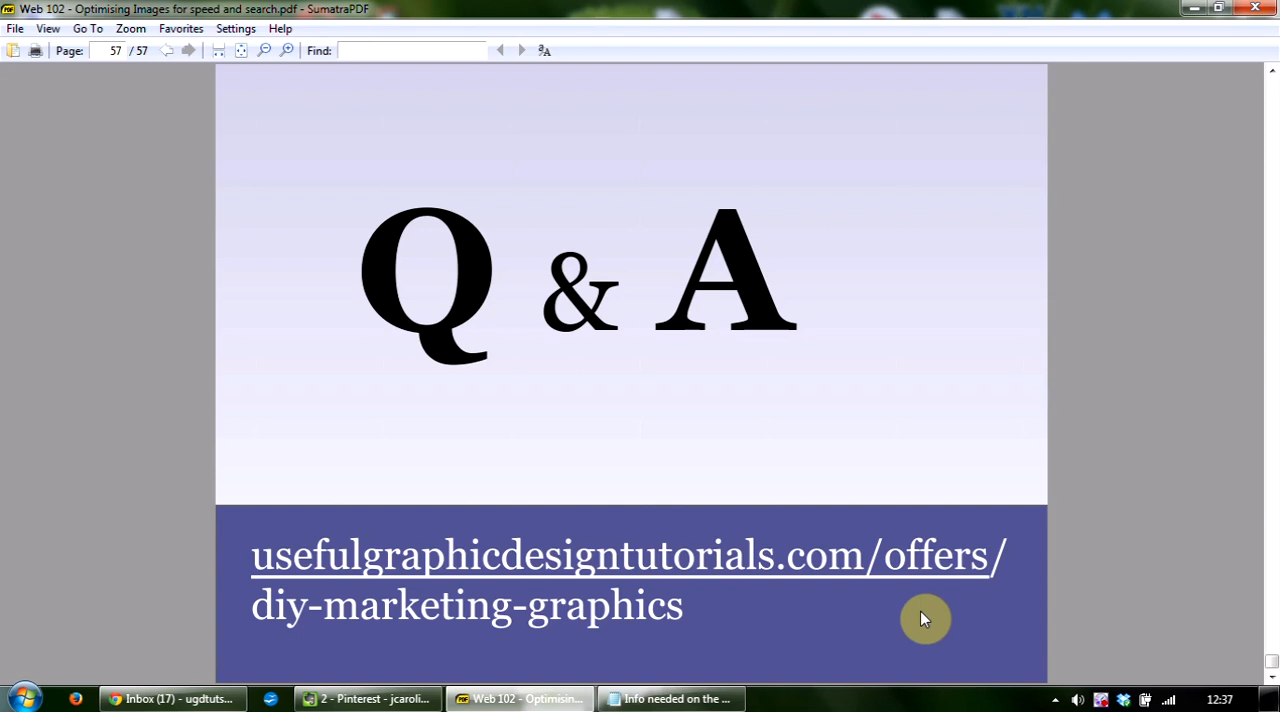 Web 102 - Optimising Images for speed and search.pdf - SumatraPDF
File View Go To Zoom Favorites Settings Help
Page: 57 / 57 Find:
Q & A
usefulgraphicdesigntutorials.com/offers/
diy-marketing-graphics
Inbox (17) - ugdtuts... 2 - Pinterest - jcaroli... Web 102 - Optimisin... Info needed on the ... 12:37